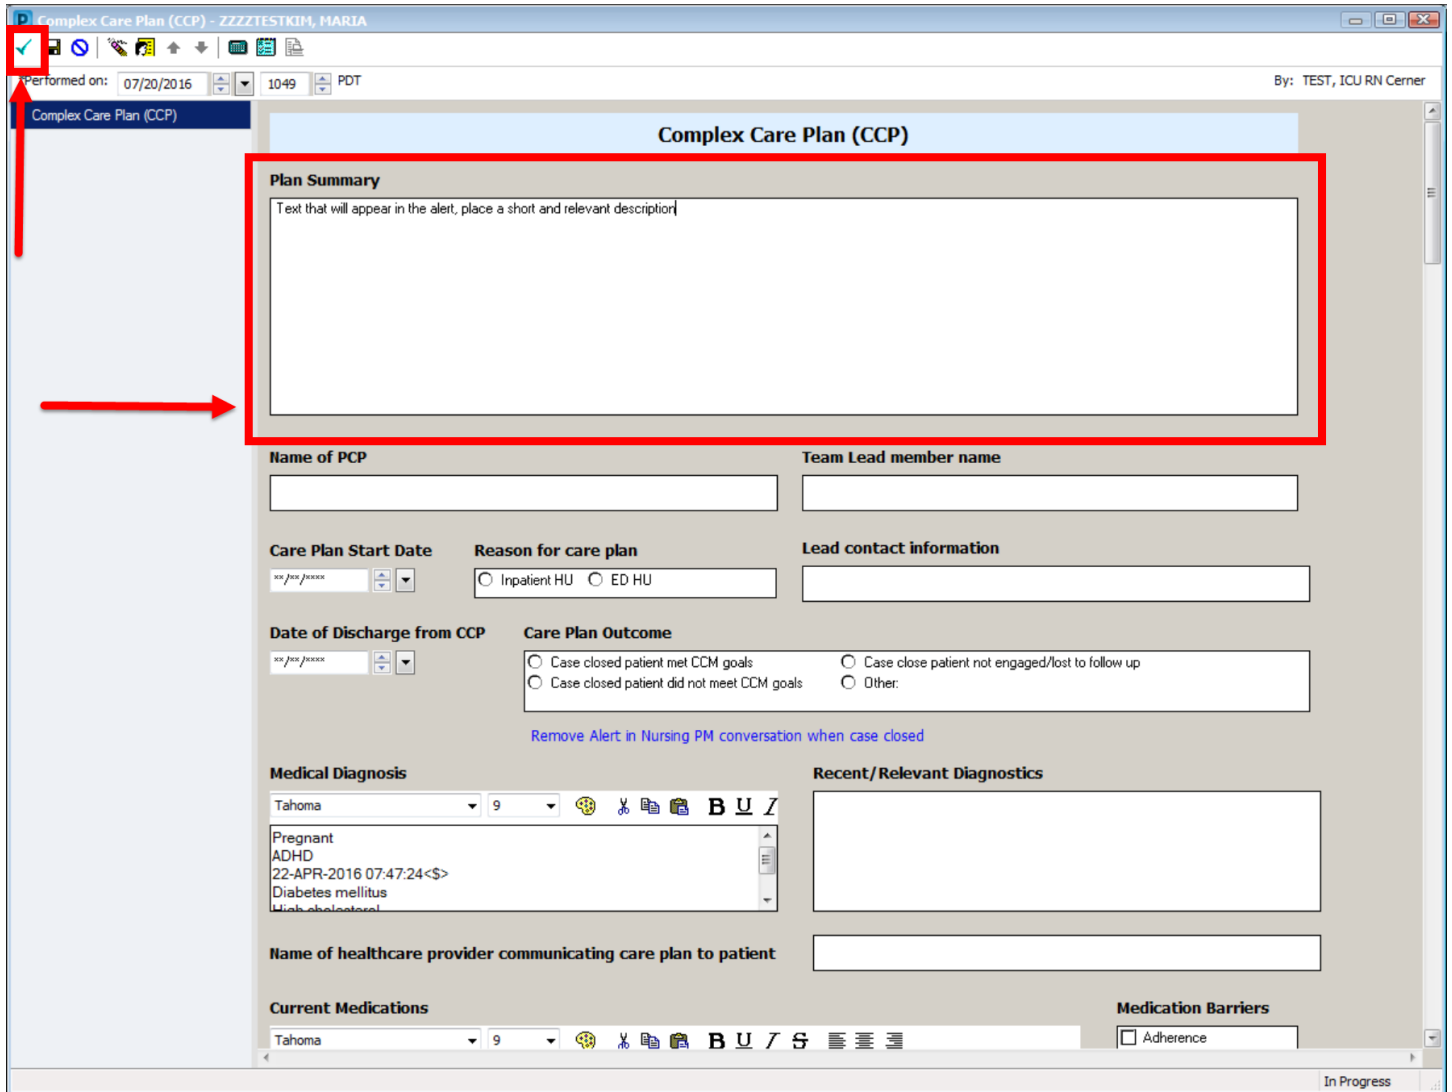 Complex Care Plan (CCP) - ZZZZTESTKIM, MARIA
*Performed on: 07/20/2016 1049 PDT By: TEST, ICU RN Cerner
Complex Care Plan (CCP)
Complex Care Plan (CCP)
Plan Summary
Text that will appear in the alert, place a short and relevant description
Name of PCP Team Lead member name
Care Plan Start Date Reason for care plan Lead contact information
**/**/**** Inpatient HU ED HU
Date of Discharge from CCP Care Plan Outcome
**/**/**** Case closed patient met CCM goals Case close patient not engaged/lost to follow up
Case closed patient did not meet CCM goals Other:
Remove Alert in Nursing PM conversation when case closed
Medical Diagnosis Recent/Relevant Diagnostics
Tahoma 9 B U I
Pregnant
ADHD
22-APR-2016 07:47:24<$>
Diabetes mellitus
High cholesterol
Name of healthcare provider communicating care plan to patient
Current Medications Medication Barriers
Tahoma 9 B U I S Adherence
In Progress